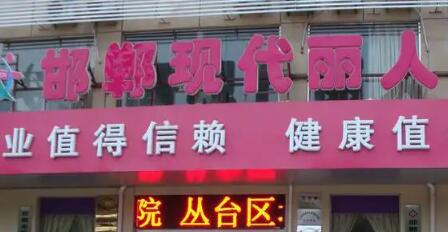 邯郸现代丽人
业值得信赖 健康值
院 丛台区: